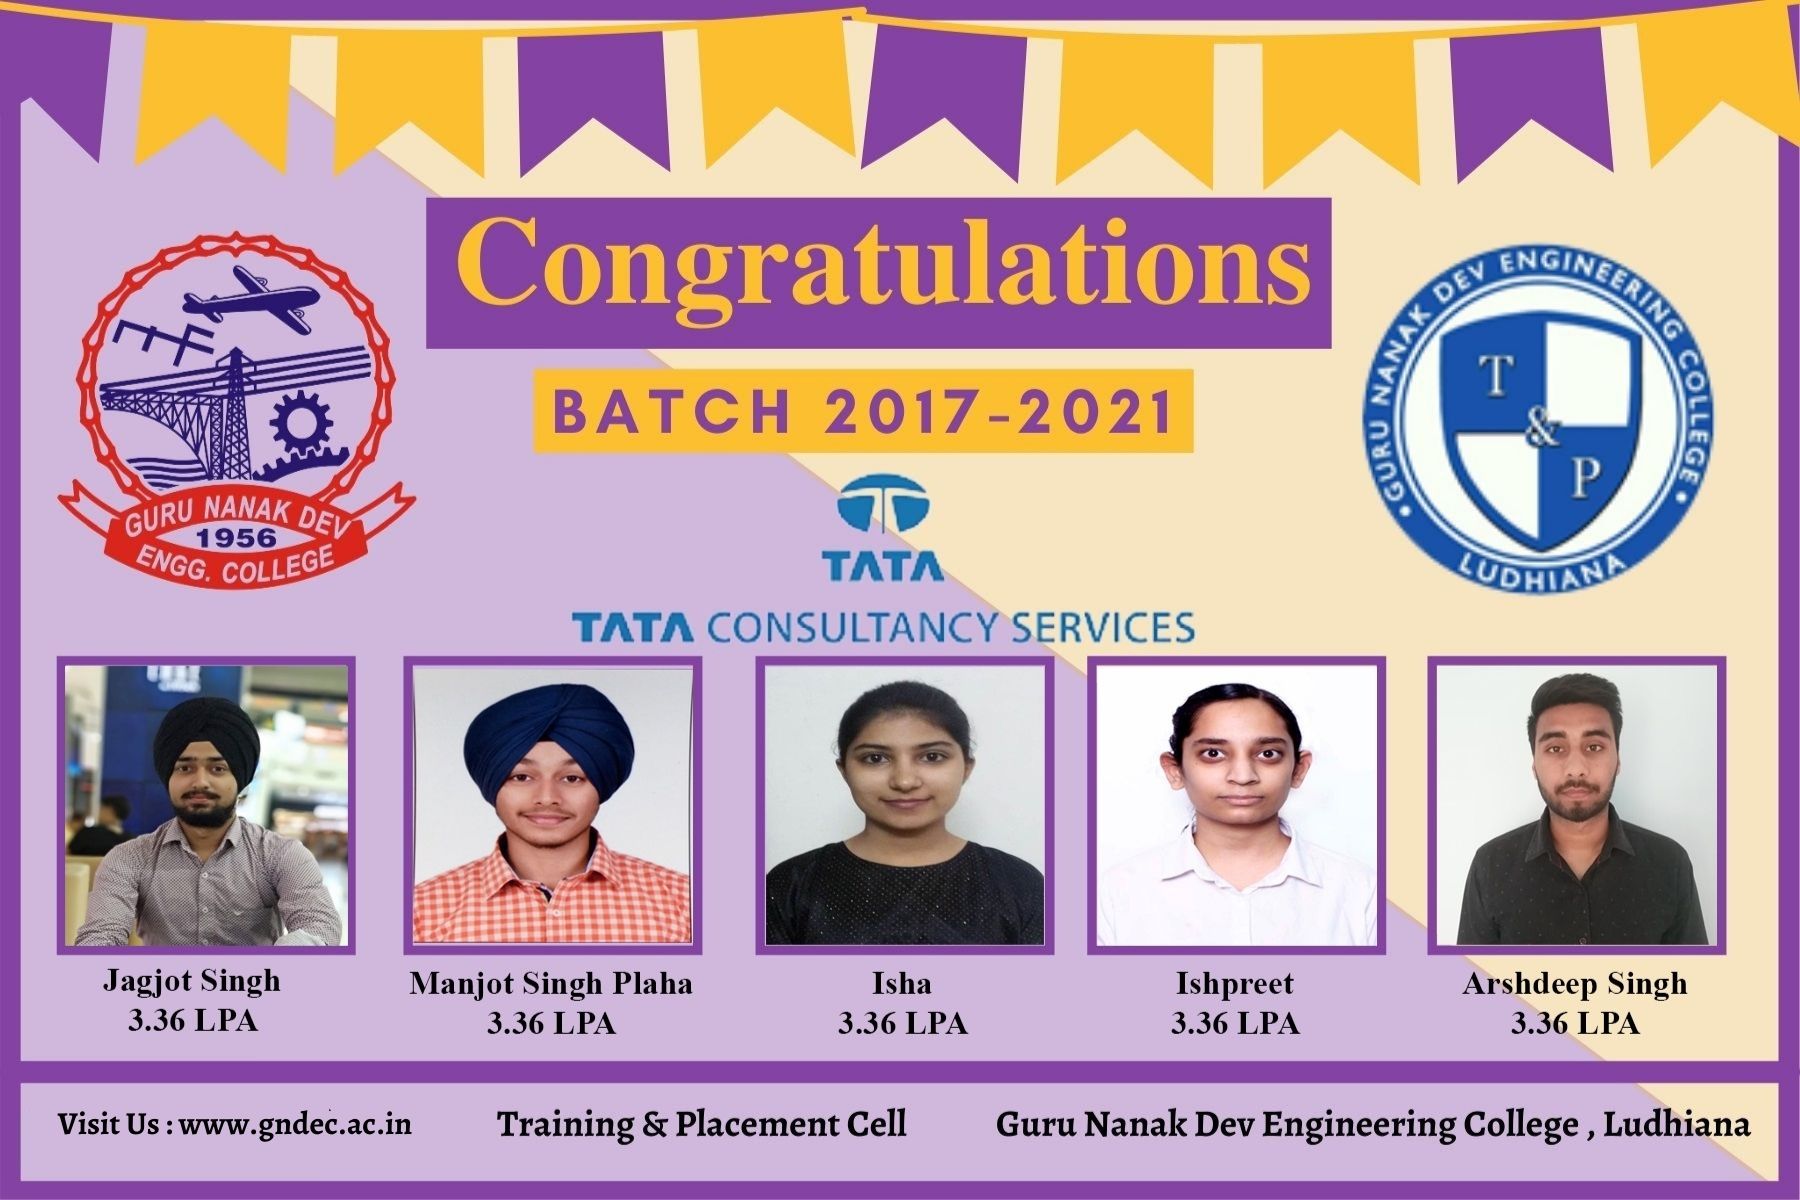 Congratulations
BATCH 2017-2021
GURU NANAK DEV
1956
ENGG. COLLEGE
GURU NANAK DEV ENGINEERING COLLEGE
T
&
P
LUDHIANA
TATA
TATA CONSULTANCY SERVICES
Jagjot Singh
3.36 LPA
Manjot Singh Plaha
3.36 LPA
Isha
3.36 LPA
Ishpreet
3.36 LPA
Arshdeep Singh
3.36 LPA
Visit Us : www.gndec.ac.in
Training & Placement Cell
Guru Nanak Dev Engineering College , Ludhiana